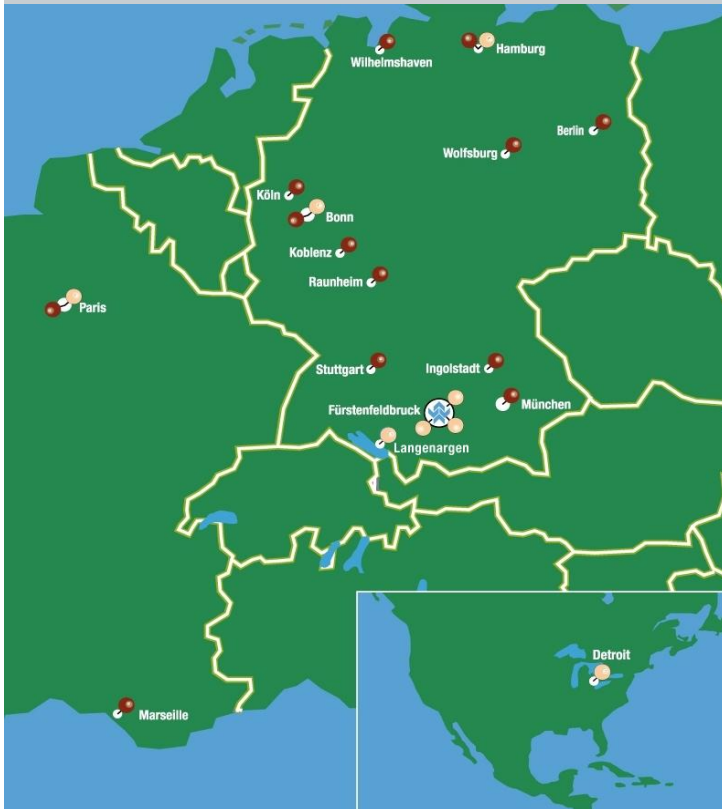 Wilhelmshaven
Hamburg
Berlin
Wolfsburg
Köln
Bonn
Koblenz
Raunheim
Paris
Stuttgart
Ingolstadt
Fürstenfeldbruck
München
Langenargen
Detroit
Marseille